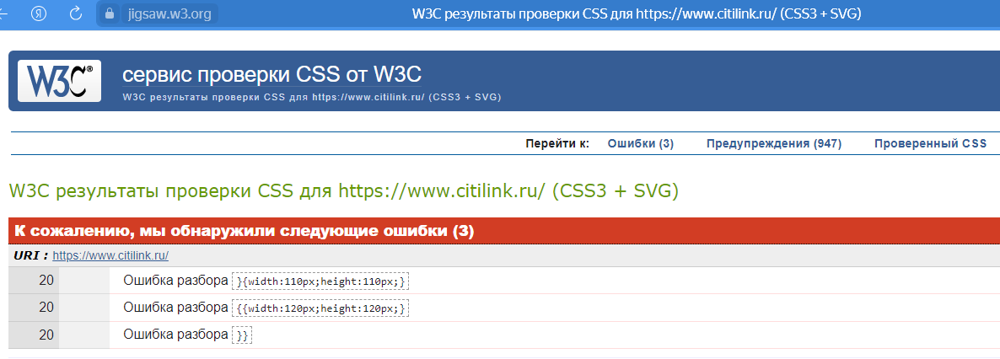 jigsaw.w3.org W3C результаты проверки CSS для https://www.citilink.ru/ (CSS3 + SVG)
W3C® сервис проверки CSS от W3C
W3C результаты проверки CSS для https://www.citilink.ru/ (CSS3 + SVG)
Перейти к: Ошибки (3) Предупреждения (947) Проверенный CSS
W3C результаты проверки CSS для https://www.citilink.ru/ (CSS3 + SVG)
К сожалению, мы обнаружили следующие ошибки (3)
URI : https://www.citilink.ru/
20 Ошибка разбора }{width:110px;height:110px;}
20 Ошибка разбора {{width:120px;height:120px;}
20 Ошибка разбора }}